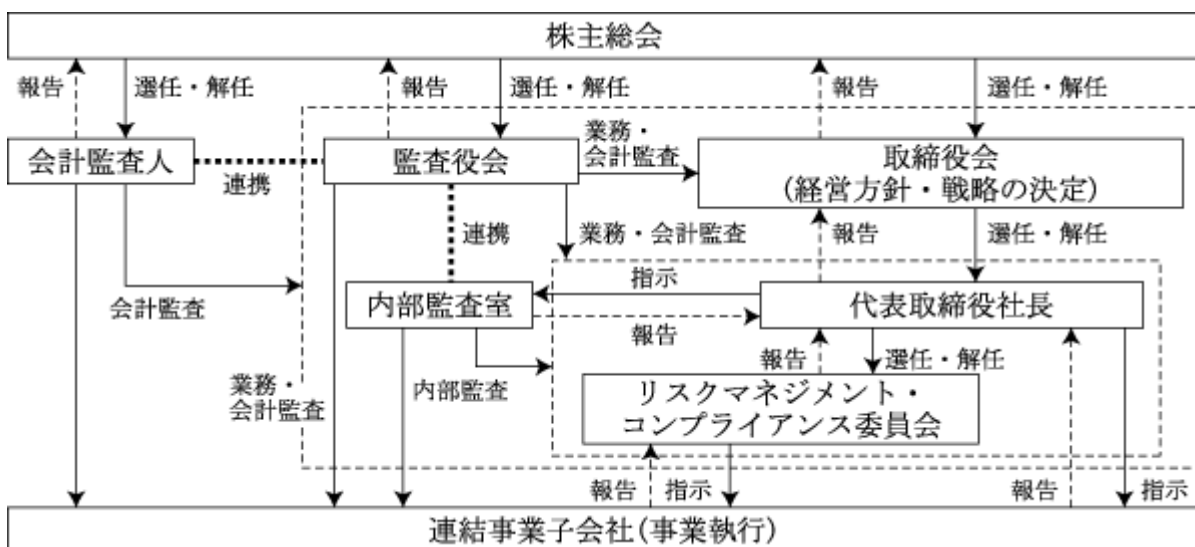 株主総会
報告
選任・解任
報告
選任・解任
報告
選任・解任
会計監査人
連携
監査役会
業務・
会計監査
取締役会
(経営方針・戦略の決定)
会計監査
連携
業務・会計監査
報告
選任・解任
内部監査室
指示
報告
代表取締役社長
業務・
会計監査
内部監査
報告
選任・解任
リスクマネジメント・
コンプライアンス委員会
報告
指示
報告
指示
連結事業子会社(事業執行)